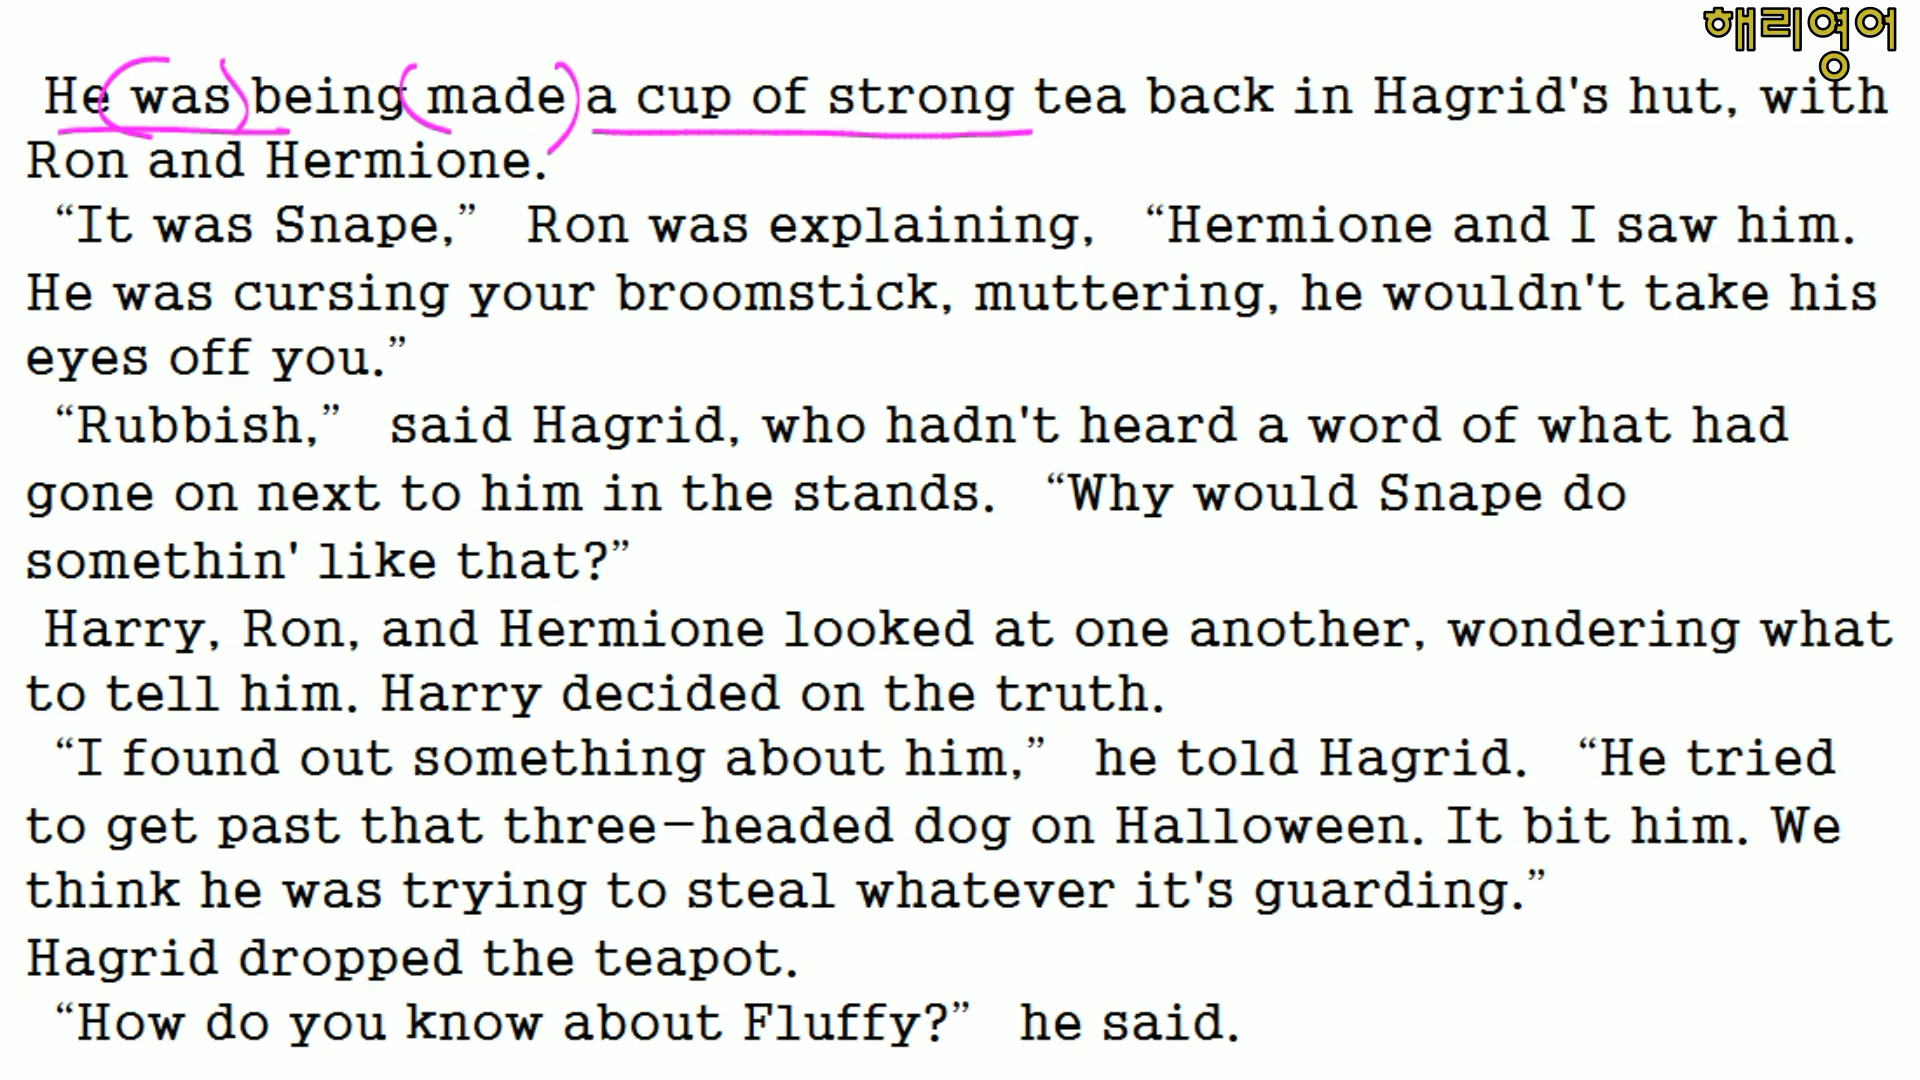 해리영어
He was being made a cup of strong tea back in Hagrid's hut, with
Ron and Hermione.
“It was Snape,” Ron was explaining, “Hermione and I saw him.
He was cursing your broomstick, muttering, he wouldn't take his
eyes off you.”
“Rubbish,” said Hagrid, who hadn't heard a word of what had
gone on next to him in the stands. “Why would Snape do
somethin' like that?”
Harry, Ron, and Hermione looked at one another, wondering what
to tell him. Harry decided on the truth.
“I found out something about him,” he told Hagrid. “He tried
to get past that three-headed dog on Halloween. It bit him. We
think he was trying to steal whatever it's guarding.”
Hagrid dropped the teapot.
“How do you know about Fluffy?” he said.